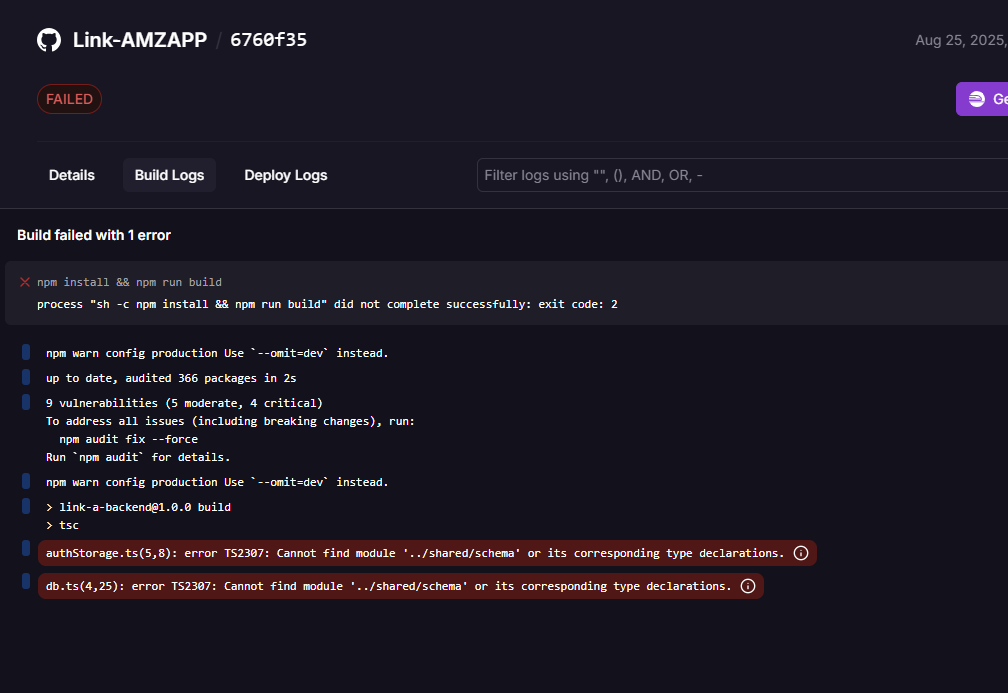 Link-AMZAPP / 6760f35
Aug 25, 2025,
FAILED
Details
Build Logs
Deploy Logs
Filter logs using "", (), AND, OR, -
Build failed with 1 error
npm install && npm run build
process "sh -c npm install && npm run build" did not complete successfully: exit code: 2
npm warn config production Use `--omit=dev` instead.
up to date, audited 366 packages in 2s
9 vulnerabilities (5 moderate, 4 critical)
To address all issues (including breaking changes), run:
npm audit fix --force
Run `npm audit` for details.
npm warn config production Use `--omit=dev` instead.
> link-a-backend@1.0.0 build
> tsc
authStorage.ts(5,8): error TS2307: Cannot find module '../shared/schema' or its corresponding type declarations.
db.ts(4,25): error TS2307: Cannot find module '../shared/schema' or its corresponding type declarations.